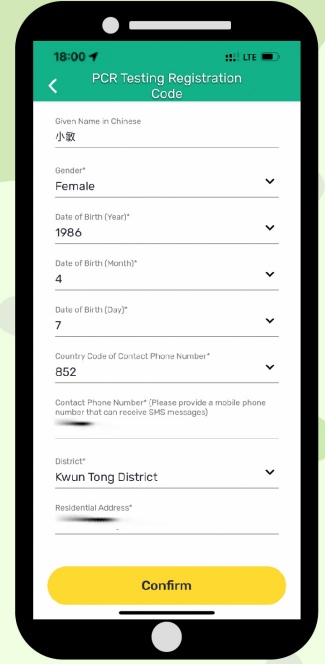 18:00
LTE
PCR Testing Registration
Code
Given Name in Chinese
小敏
Gender*
Female
Date of Birth (Year)*
1986
Date of Birth (Month)*
4
Date of Birth (Day)*
7
Country Code of Contact Phone Number*
852
Contact Phone Number* (Please provide a mobile phone
number that can receive SMS messages)
District*
Kwun Tong District
Residential Address*
Confirm